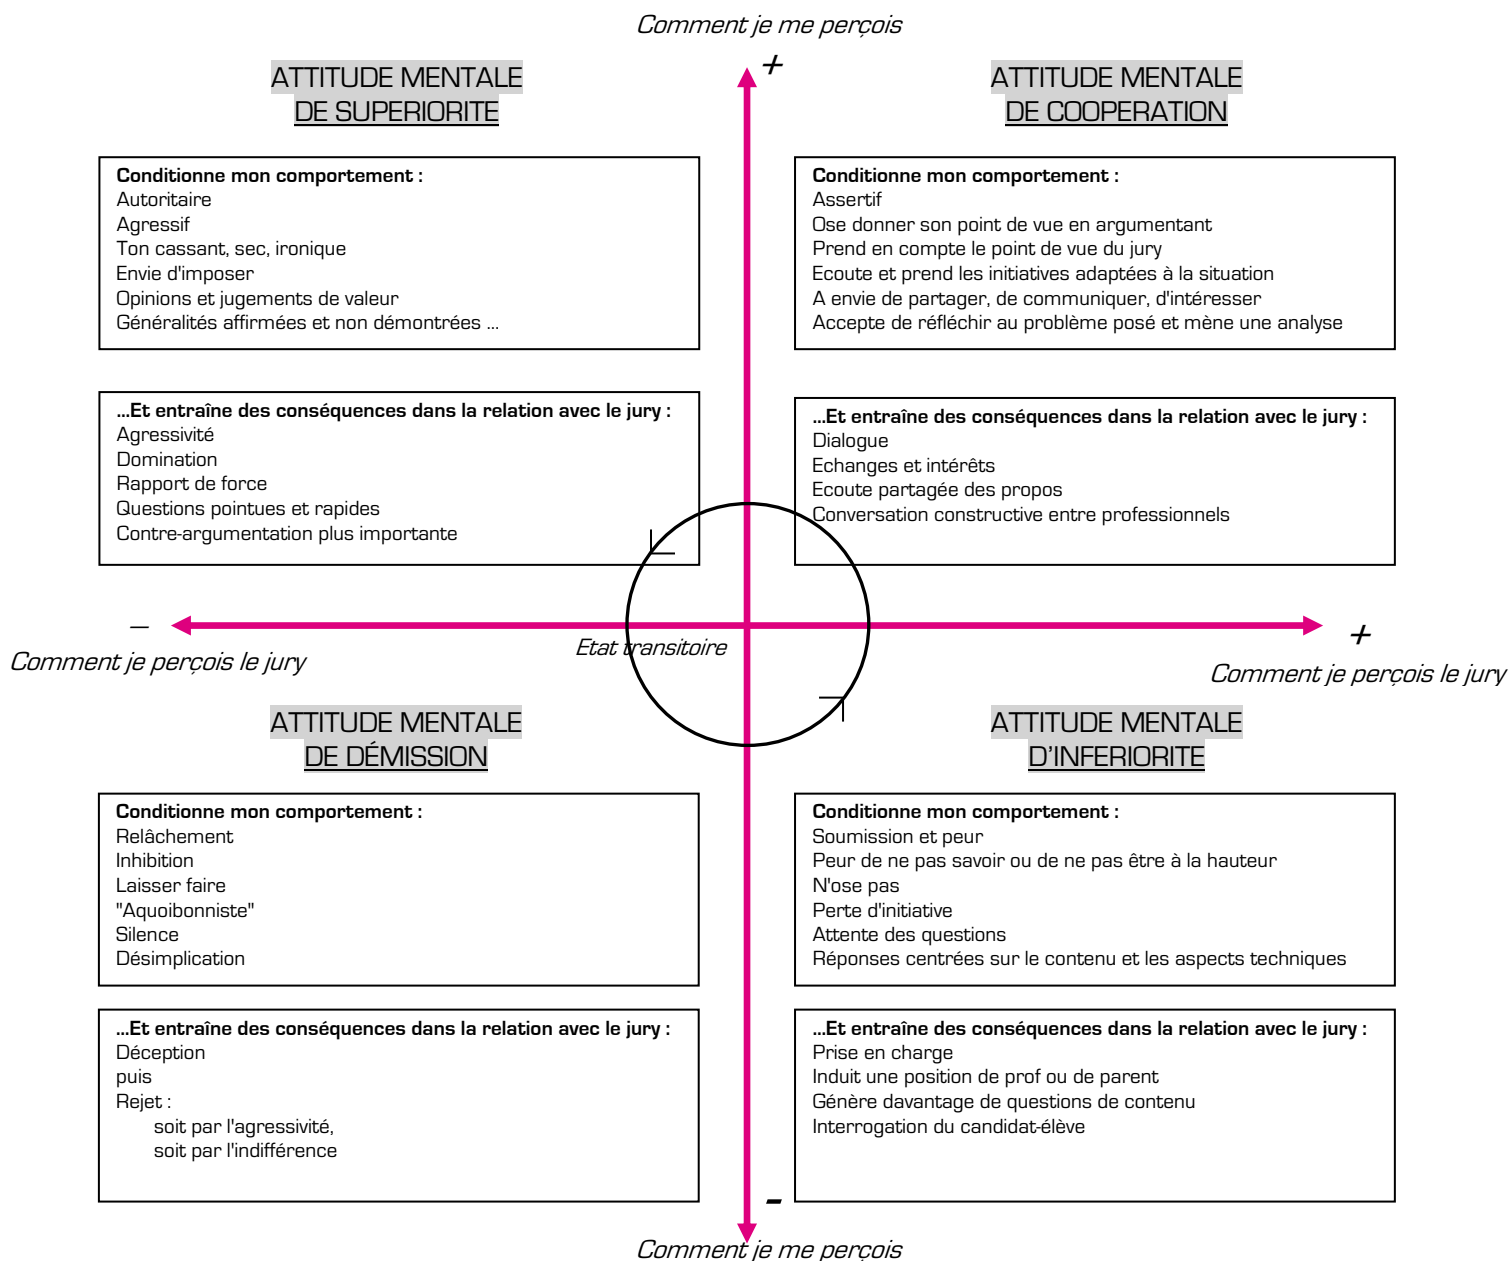 Comment je me perçois
+
ATTITUDE MENTALE
DE SUPERIORITE
ATTITUDE MENTALE
DE COOPERATION
Conditionne mon comportement :
Autoritaire
Agressif
Ton cassant, sec, ironique
Envie d'imposer
Opinions et jugements de valeur
Généralités affirmées et non démontrées ...
Conditionne mon comportement :
Assertif
Ose donner son point de vue en argumentant
Prend en compte le point de vue du jury
Ecoute et prend les initiatives adaptées à la situation
A envie de partager, de communiquer, d'intéresser
Accepte de réfléchir au problème posé et mène une analyse
...Et entraîne des conséquences dans la relation avec le jury :
Agressivité
Domination
Rapport de force
Questions pointues et rapides
Contre-argumentation plus importante
...Et entraîne des conséquences dans la relation avec le jury :
Dialogue
Echanges et intérêts
Ecoute partagée des propos
Conversation constructive entre professionnels
–
Comment je perçois le jury
Etat transitoire
+
Comment je perçois le jury
ATTITUDE MENTALE
DE DÉMISSION
ATTITUDE MENTALE
D'INFERIORITE
Conditionne mon comportement :
Relâchement
Inhibition
Laisser faire
"Aquoibonniste"
Silence
Désimplication
Conditionne mon comportement :
Soumission et peur
Peur de ne pas savoir ou de ne pas être à la hauteur
N'ose pas
Perte d'initiative
Attente des questions
Réponses centrées sur le contenu et les aspects techniques
...Et entraîne des conséquences dans la relation avec le jury :
Déception
puis
Rejet :
soit par l'agressivité,
soit par l'indifférence
...Et entraîne des conséquences dans la relation avec le jury :
Prise en charge
Induit une position de prof ou de parent
Génère davantage de questions de contenu
Interrogation du candidat-élève
-
Comment je me perçois